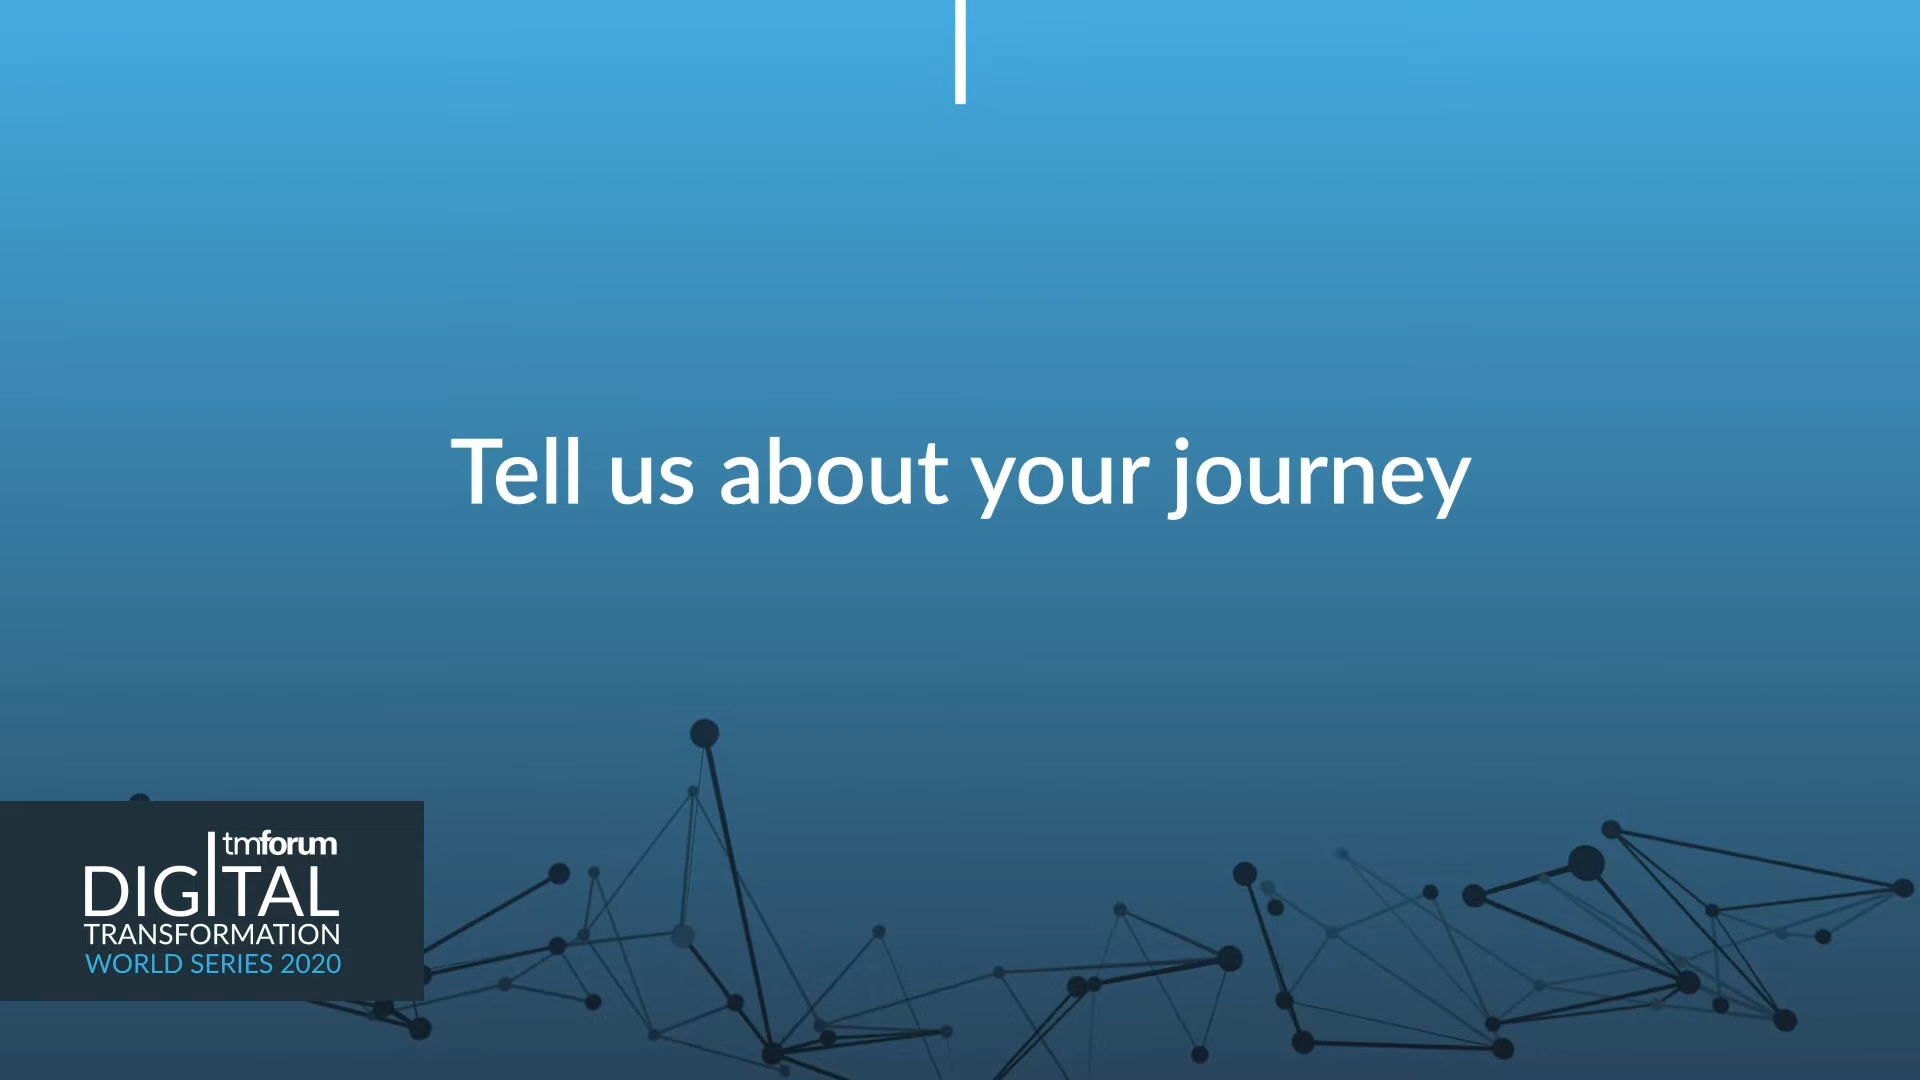 Tell us about your journey
tmforum
DIGITAL
TRANSFORMATION
WORLD SERIES 2020